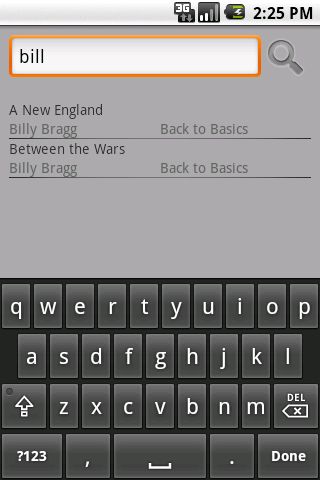 3G 2:25 PM
bill
A New England
Billy Bragg Back to Basics
Between the Wars
Billy Bragg Back to Basics
q w e r t y u i o p
a s d f g h j k l
z x c v b n m DEL
?123 , . Done